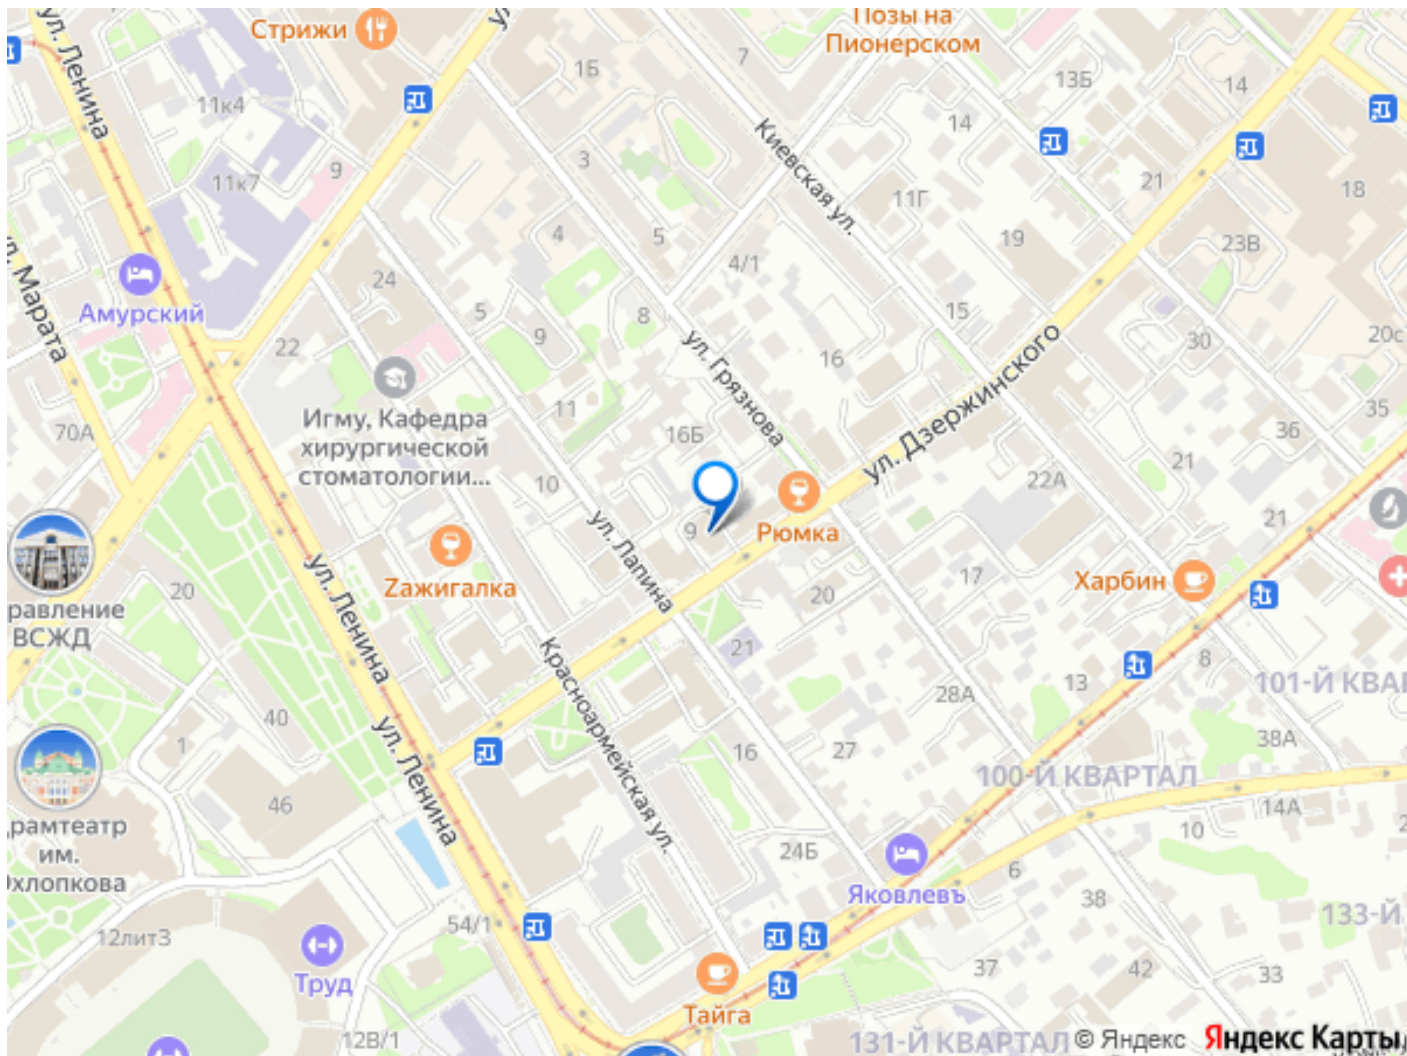 Стрижи
Позы на
Пионерском
ул. Ленина
7
1Б
13Б
14
11к4
14
Киевская ул.
3
9
11к7
21
18
11Г
ул. Марата
4
5
19
23В
4/1
24
Амурский
5
8
15
9
22
16
30
20с
ул. Грязнова
ул. Дзержинского
Игму, Кафедра
хирургической
стоматологии...
11
35
70А
16Б
36
21
10
22А
ул. Лапина
9
Рюмка
21
Zажигалка
ул. Ленина
20
равление
ВСЖД
17
Харбин
20
21
Красноармейская ул.
8
13
101-Й КВАР
28А
40
ул. Ленина
1
16
27
38А
100-Й КВАРТАЛ
46
14А
10
рамтеатр
им.
Охлопкова
24Б
6
Яковлевъ
38
133-Й
54/1
12лит3
Труд
37
42
33
Тайга
12В/1
131-Й КВАРТАЛ
© Яндекс Яндекс Карты